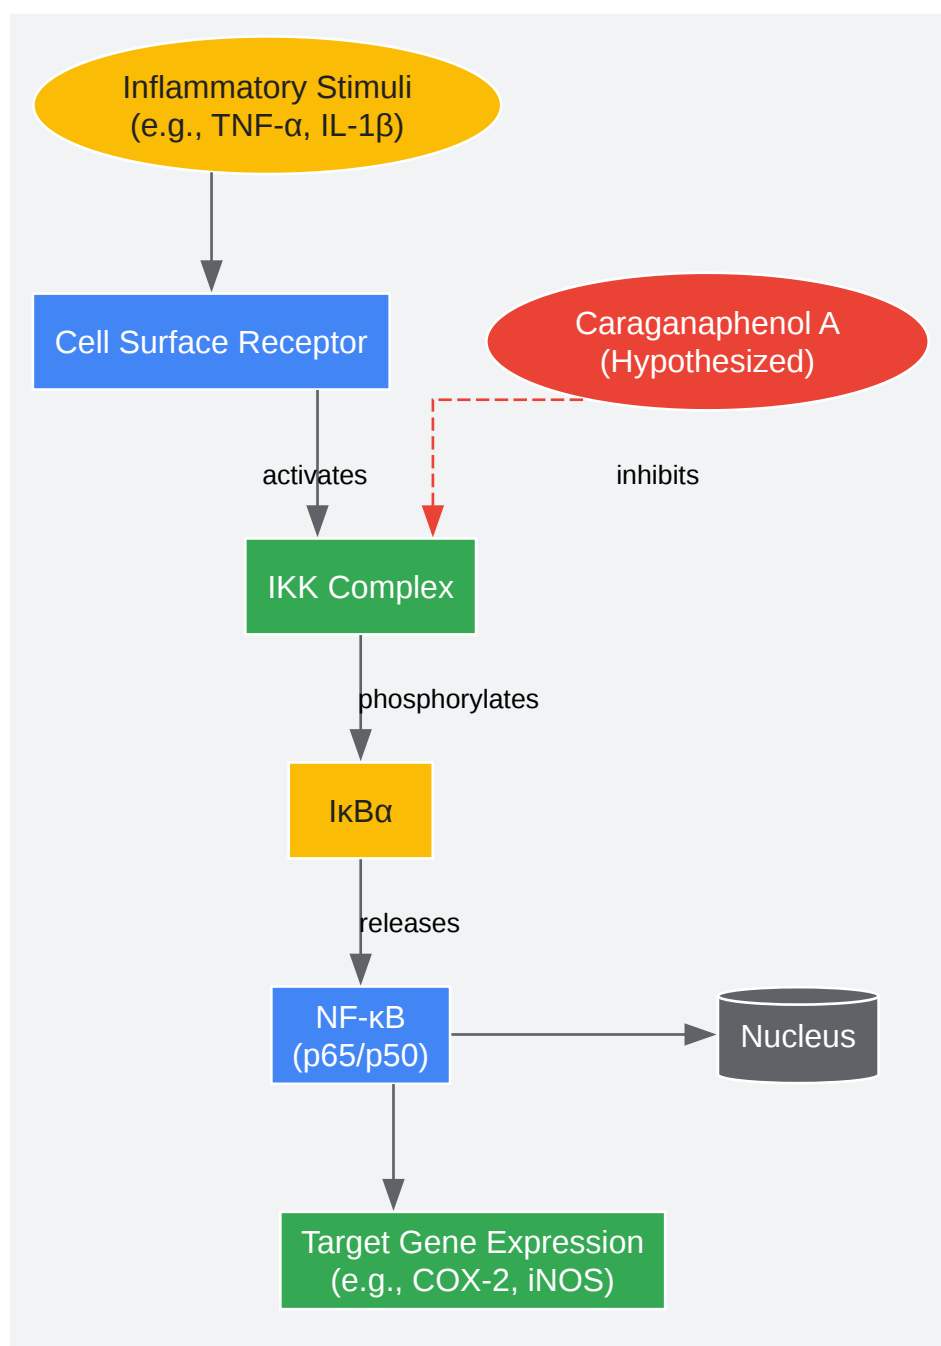 Inflammatory Stimuli
(e.g., TNF-α, IL-1β)
Cell Surface Receptor
Caraganaphenol A
(Hypothesized)
activates
inhibits
IKK Complex
phosphorylates
IκBα
releases
NF-κB
(p65/p50)
Nucleus
Target Gene Expression
(e.g., COX-2, iNOS)